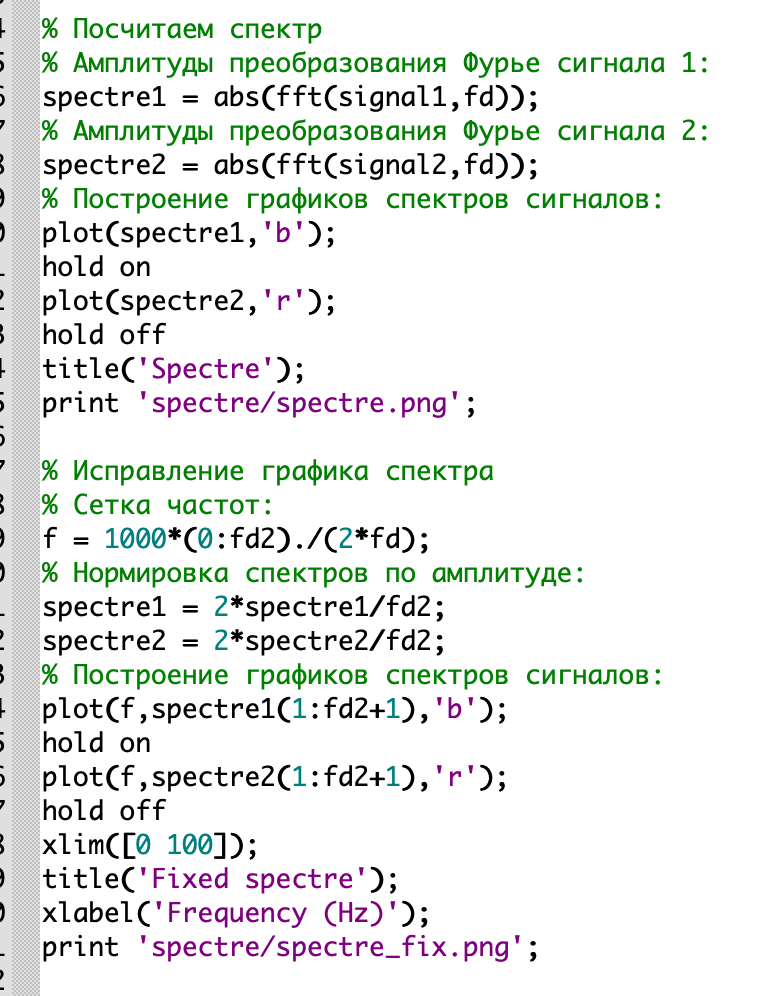 % Посчитаем спектр
% Амплитуды преобразования Фурье сигнала 1:
spectre1 = abs(fft(signal1,fd));
% Амплитуды преобразования Фурье сигнала 2:
spectre2 = abs(fft(signal2,fd));
% Построение графиков спектров сигналов:
plot(spectre1,'b');
hold on
plot(spectre2,'r');
hold off
title('Spectre');
print 'spectre/spectre.png';

% Исправление графика спектра
% Сетка частот:
f = 1000*(0:fd2)./(2*fd);
% Нормировка спектров по амплитуде:
spectre1 = 2*spectre1/fd2;
spectre2 = 2*spectre2/fd2;
% Построение графиков спектров сигналов:
plot(f,spectre1(1:fd2+1),'b');
hold on
plot(f,spectre2(1:fd2+1),'r');
hold off
xlim([0 100]);
title('Fixed spectre');
xlabel('Frequency (Hz)');
print 'spectre/spectre_fix.png';